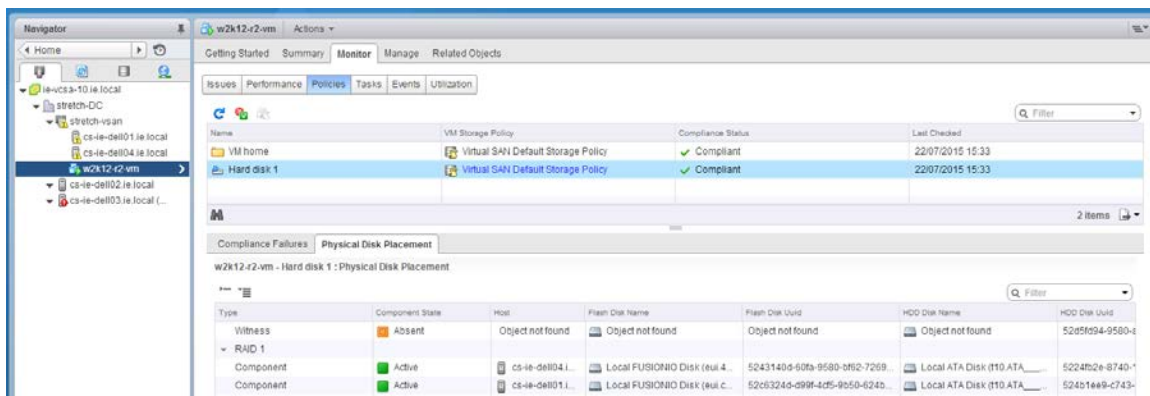 Navigator
Home
ie-vcsa-10.ie.local
stretch-DC
stretch-vsan
cs-ie-dell01.ie.local
cs-ie-dell04.ie.local
w2k12-r2-vm
cs-ie-dell02.ie.local
cs-ie-dell03.ie.local (...
w2k12-r2-vm Actions
Getting Started Summary Monitor Manage Related Objects
Issues Performance Policies Tasks Events Utilization
Filter
Name VM Storage Policy Compliance Status Last Checked
VM home Virtual SAN Default Storage Policy Compliant 22/07/2015 15:33
Hard disk 1 Virtual SAN Default Storage Policy Compliant 22/07/2015 15:33
2 items
Compliance Failures Physical Disk Placement
w2k12-r2-vm - Hard disk 1 : Physical Disk Placement
Filter
Type Component State Host Flash Disk Name Flash Disk Uuid HDD Disk Name HDD Disk Uuid
Witness Absent Object not found Object not found Object not found Object not found 52d5fd94-9580-
RAID 1
Component Active cs-ie-dell04.i... Local FUSIONIO Disk (eui.4... 5243140d-60fa-9580-bf62-7269... Local ATA Disk (t10.ATA____... 5224fb2e-8740-
Component Active cs-ie-dell01.i... Local FUSIONIO Disk (eui.c... 52c6324d-d99f-4cf5-9b50-624b... Local ATA Disk (t10.ATA____... 524b1ee9-c743-